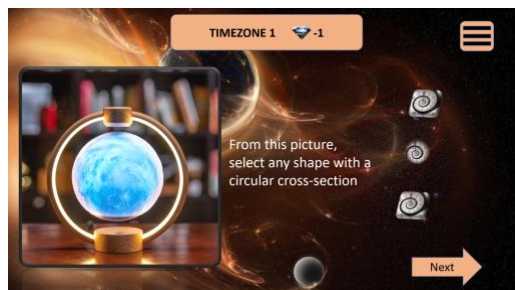 TIMEZONE 1 -1
From this picture,
select any shape with a
circular cross-section
Next